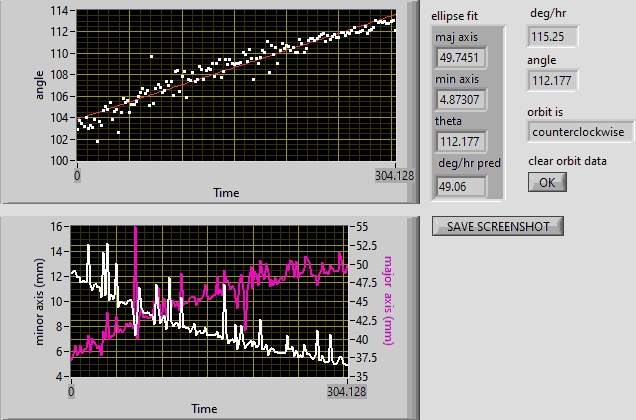 114
112
110
108
106
104
102
100
angle
0
304.128
Time
ellipse fit
maj axis
49.7451
min axis
4.87307
theta
112.177
deg/hr pred
49.06
deg/hr
115.25
angle
112.177
orbit is
counterclockwise
clear orbit data
OK
SAVE SCREENSHOT
16
14
12
10
8
6
4
minor axis (mm)
55
52.5
50
47.5
45
42.5
40
37.5
35
major axis (mm)
0
304.128
Time